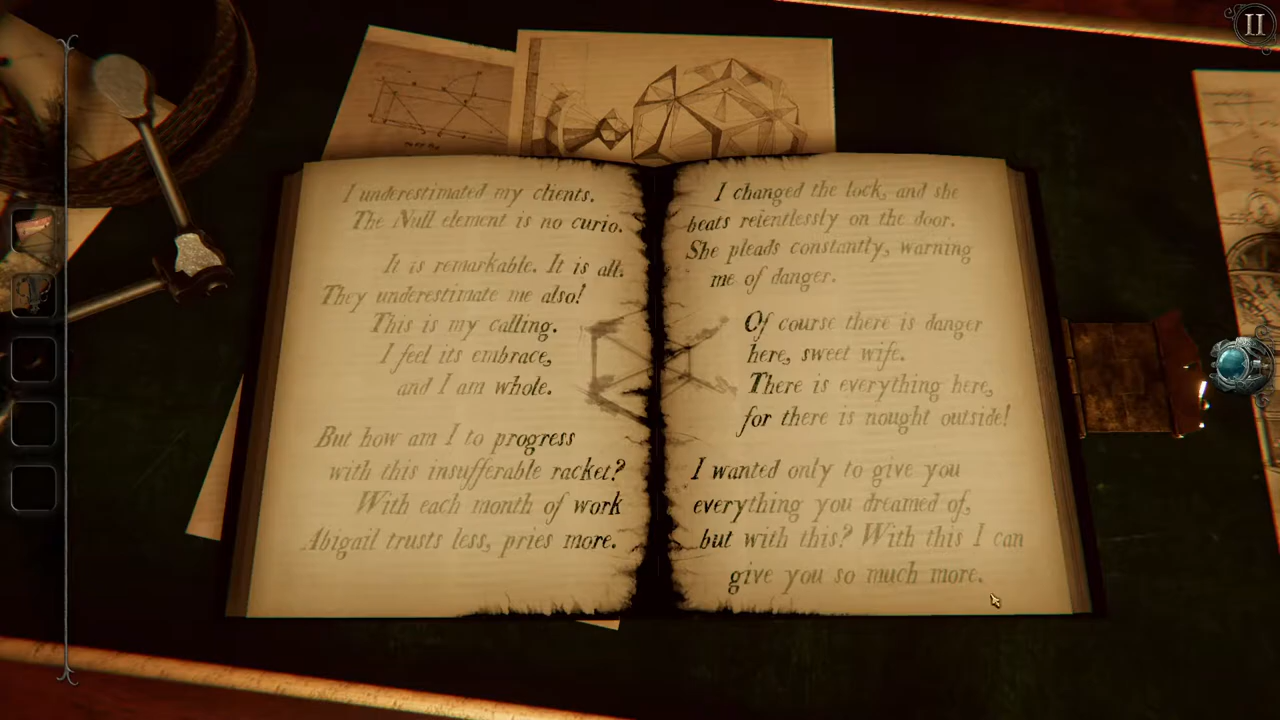 I underestimated my clients.
The Null element is no curio.
It is remarkable. It is all.
They underestimate me also!
This is my calling.
I feel its embrace,
and I am whole.
But how am I to progress
with this insufferable racket?
With each month of work
Abigail trusts less, pries more.
I changed the lock, and she
beats relentlessly on the door.
She pleads constantly, warning
me of danger.
Of course there is danger
here, sweet wife.
There is everything here,
for there is nought outside!
I wanted only to give you
everything you dreamed of,
but with this? With this I can
give you so much more.
II